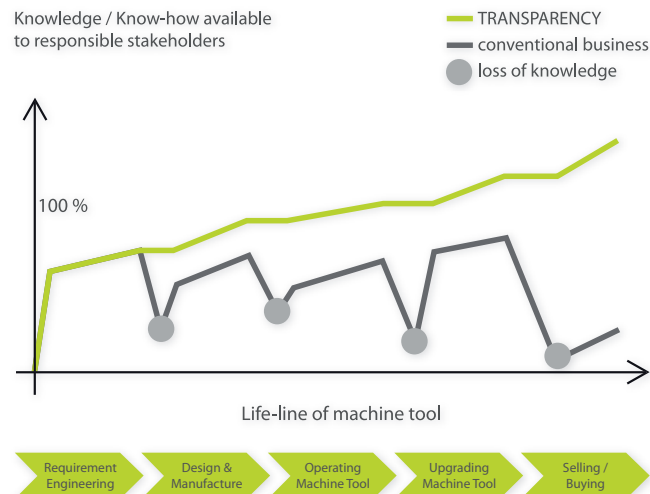 Knowledge / Know-how available
to responsible stakeholders
TRANSPARENCY
conventional business
loss of knowledge
100 %
Life-line of machine tool
Requirement
Engineering
Design &
Manufacture
Operating
Machine Tool
Upgrading
Machine Tool
Selling /
Buying